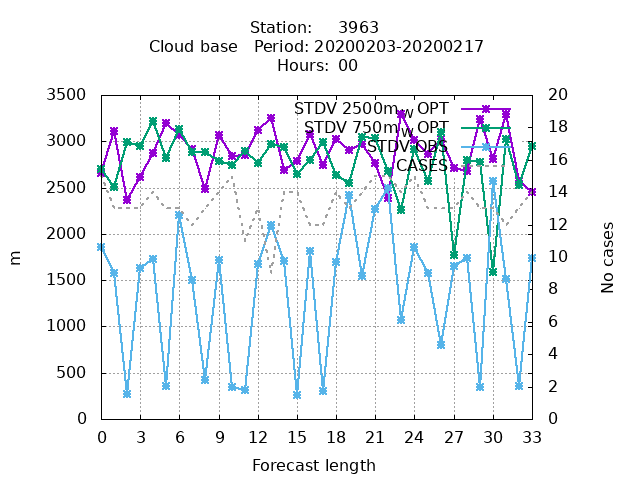 Station: 3963
Cloud base Period: 20200203-20200217
Hours: 00
3500 20
3000 18
2500 16
2000 14
1500 12
1000 10
500 8
0 6
4
2
0
STDV 2500m_W OPT
STDV 750m_W OPT
STDV OBS
CASES
m
No cases
0 3 6 9 12 15 18 21 24 27 30 33
Forecast length